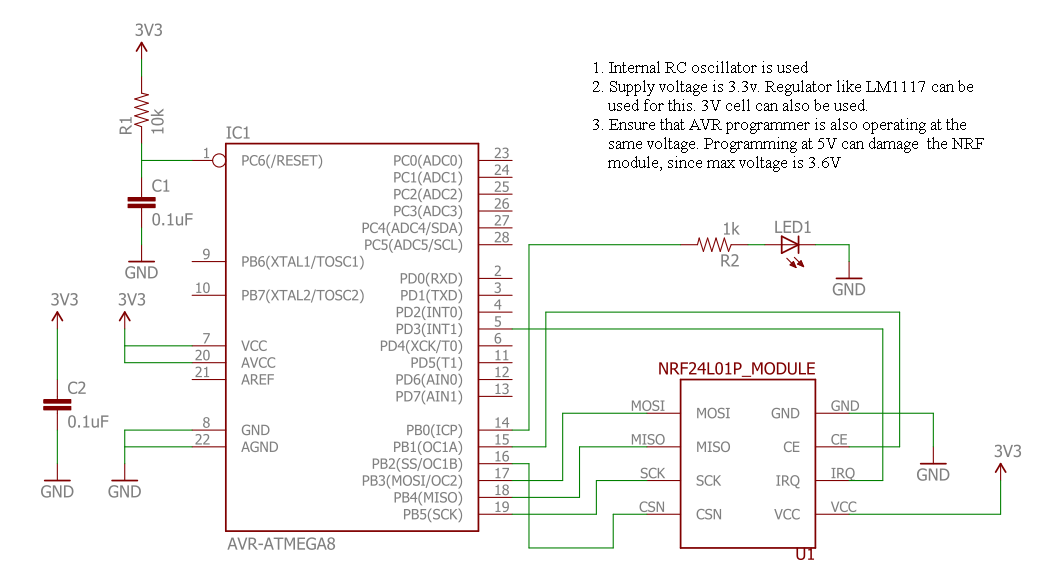 3V3
R1
10k
C1
0.1uF
GND
1. Internal RC oscillator is used
2. Supply voltage is 3.3v. Regulator like LM1117 can be
used for this. 3V cell can also be used.
3. Ensure that AVR programmer is also operating at the
same voltage. Programming at 5V can damage the NRF
module, since max voltage is 3.6V
IC1
1 PC6(/RESET)
9 PB6(XTAL1/TOSC1)
10 PB7(XTAL2/TOSC2)
7 VCC
20 AVCC
21 AREF
8 GND
22 AGND
PC0(ADC0) 23
PC1(ADC1) 24
PC2(ADC2) 25
PC3(ADC3) 26
PC4(ADC4/SDA) 27
PC5(ADC5/SCL) 28
PD0(RXD) 2
PD1(TXD) 3
PD2(INT0) 4
PD3(INT1) 5
PD4(XCK/T0) 6
PD5(T1) 11
PD6(AIN0) 12
PD7(AIN1) 13
PB0(ICP) 14
PB1(OC1A) 15
PB2(SS/OC1B) 16
PB3(MOSI/OC2) 17
PB4(MISO) 18
PB5(SCK) 19
AVR-ATMEGA8
3V3
C2
0.1uF
GND
3V3
GND
1k
R2
LED1
GND
NRF24L01P_MODULE
MOSI MOSI GND GND
MISO MISO CE CE
SCK SCK IRQ IRQ
CSN CSN VCC VCC
U1
GND
3V3